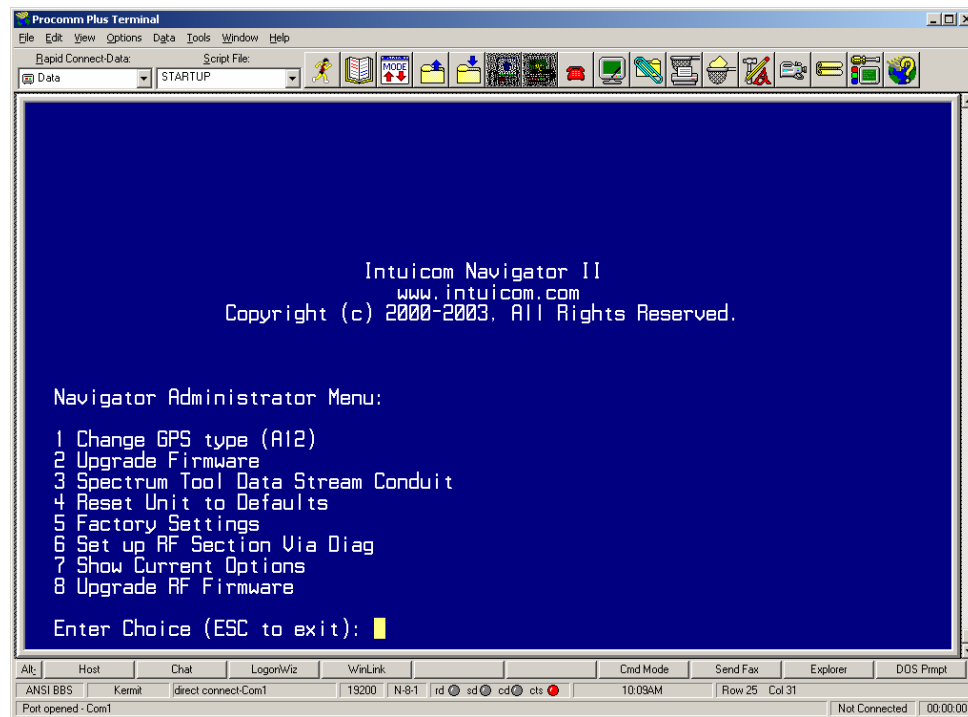 Procomm Plus Terminal
File Edit View Options Data Tools Window Help
Rapid Connect-Data: Script File:
Data STARTUP
MODE
Intuicom Navigator II
www.intuicom.com
Copyright (c) 2000-2003, All Rights Reserved.
Navigator Administrator Menu:
1 Change GPS type (A12)
2 Upgrade Firmware
3 Spectrum Tool Data Stream Conduit
4 Reset Unit to Defaults
5 Factory Settings
6 Set up RF Section Via Diag
7 Show Current Options
8 Upgrade RF Firmware
Enter Choice (ESC to exit):
Alt: Host Chat LogonWiz WinLink Cmd Mode Send Fax Explorer DOS Prmpt
ANSI BBS Kermit direct connect-Com1 19200 N-8-1 rd sd cd cts 10:09AM Row 25 Col 31
Port opened - Com1 Not Connected 00:00:00